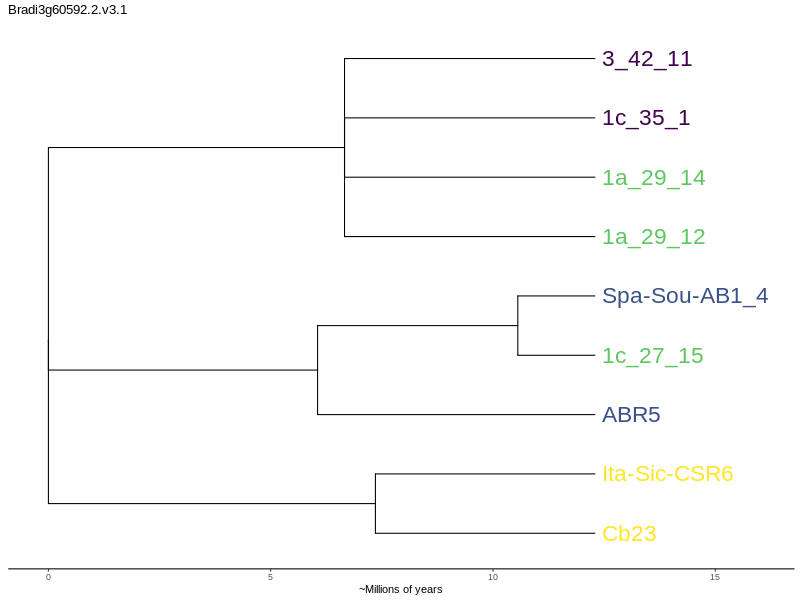 Bradi3g60592.2.v3.1
3_42_11
1c_35_1
1a_29_14
1a_29_12
Spa-Sou-AB1_4
1c_27_15
ABR5
Ita-Sic-CSR6
Cb23
0 5 10 15
~Millions of years